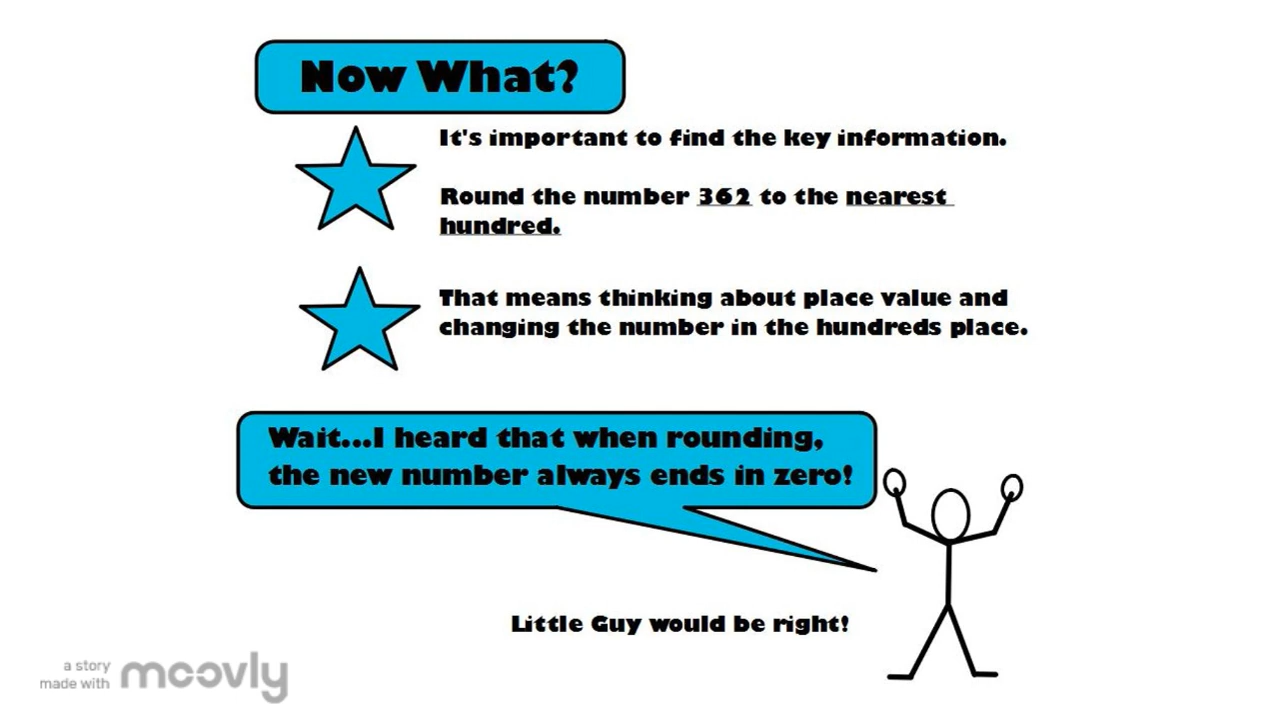 Now What?
It's important to find the key information.
Round the number 362 to the nearest
hundred.
That means thinking about place value and
changing the number in the hundreds place.
Wait...I heard that when rounding,
the new number always ends in zero!
Little Guy would be right!
a story
made with moovly